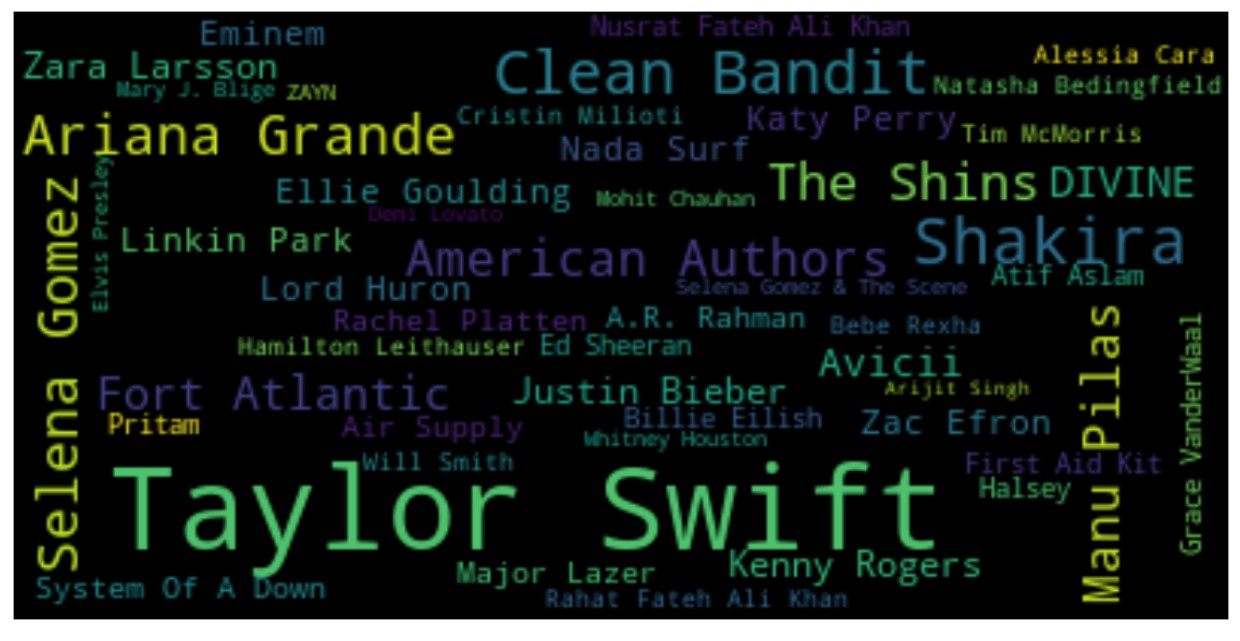 Eminem
Nusrat Fateh Ali Khan
Zara Larsson
Clean Bandit
Alessia Cara
Mary J. Blige
ZAYN
Natasha Bedingfield
Ariana Grande
Cristin Milioti
Katy Perry
Tim McMorris
Nada Surf
Elvis Presley
Ellie Goulding
Mohit Chauhan
The Shins
DIVINE
Demi Lovato
Linkin Park
American Authors
Shakira
Atif Aslam
Lord Huron
Selena Gomez & The Scene
Rachel Platten
A.R. Rahman
Bebe Rexha
Hamilton Leithauser
Ed Sheeran
Avicii
Selena Gomez
Manu Pilas
Grace VanderWaal
Fort Atlantic
Justin Bieber
Arijit Singh
Pritam
Air Supply
Billie Eilish
Zac Efron
Whitney Houston
Will Smith
First Aid Kit
Taylor Swift
Halsey
Major Lazer
Kenny Rogers
System Of A Down
Rahat Fateh Ali Khan